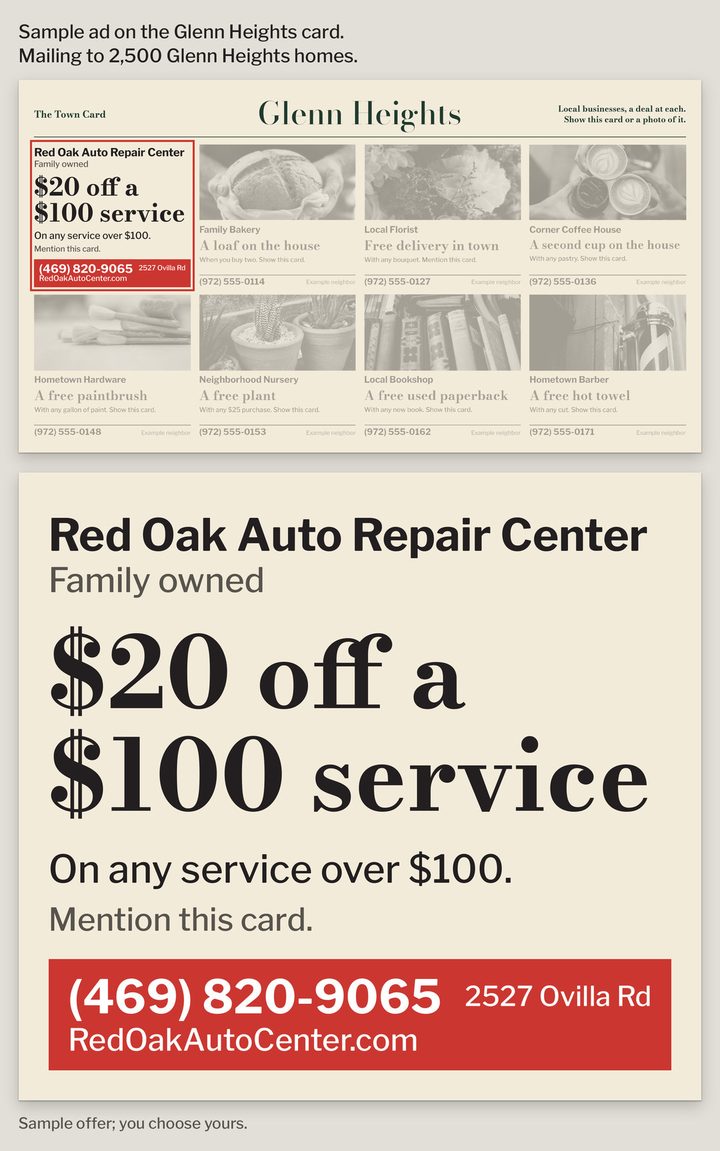 Sample ad on the Glenn Heights card.
Mailing to 2,500 Glenn Heights homes.
The Town Card
Glenn Heights
Local businesses, a deal at each.
Show this card or a photo of it.
Red Oak Auto Repair Center
Family owned
$20 off a
$100 service
On any service over $100.
Mention this card.
(469) 820-9065 2527 Ovilla Rd
RedOakAutoCenter.com
Family Bakery
A loaf on the house
When you buy two. Show this card.
(972) 555-0114 Example neighbor
Local Florist
Free delivery in town
With any bouquet. Mention this card.
(972) 555-0127 Example neighbor
Corner Coffee House
A second cup on the house
With any pastry. Show this card.
(972) 555-0136 Example neighbor
Hometown Hardware
A free paintbrush
With any gallon of paint. Show this card.
(972) 555-0148 Example neighbor
Neighborhood Nursery
A free plant
With any $25 purchase. Show this card.
(972) 555-0153 Example neighbor
Local Bookshop
A free used paperback
With any new book. Show this card.
(972) 555-0162 Example neighbor
Hometown Barber
A free hot towel
With any cut. Show this card.
(972) 555-0171 Example neighbor
Red Oak Auto Repair Center
Family owned
$20 off a
$100 service
On any service over $100.
Mention this card.
(469) 820-9065 2527 Ovilla Rd
RedOakAutoCenter.com
Sample offer; you choose yours.